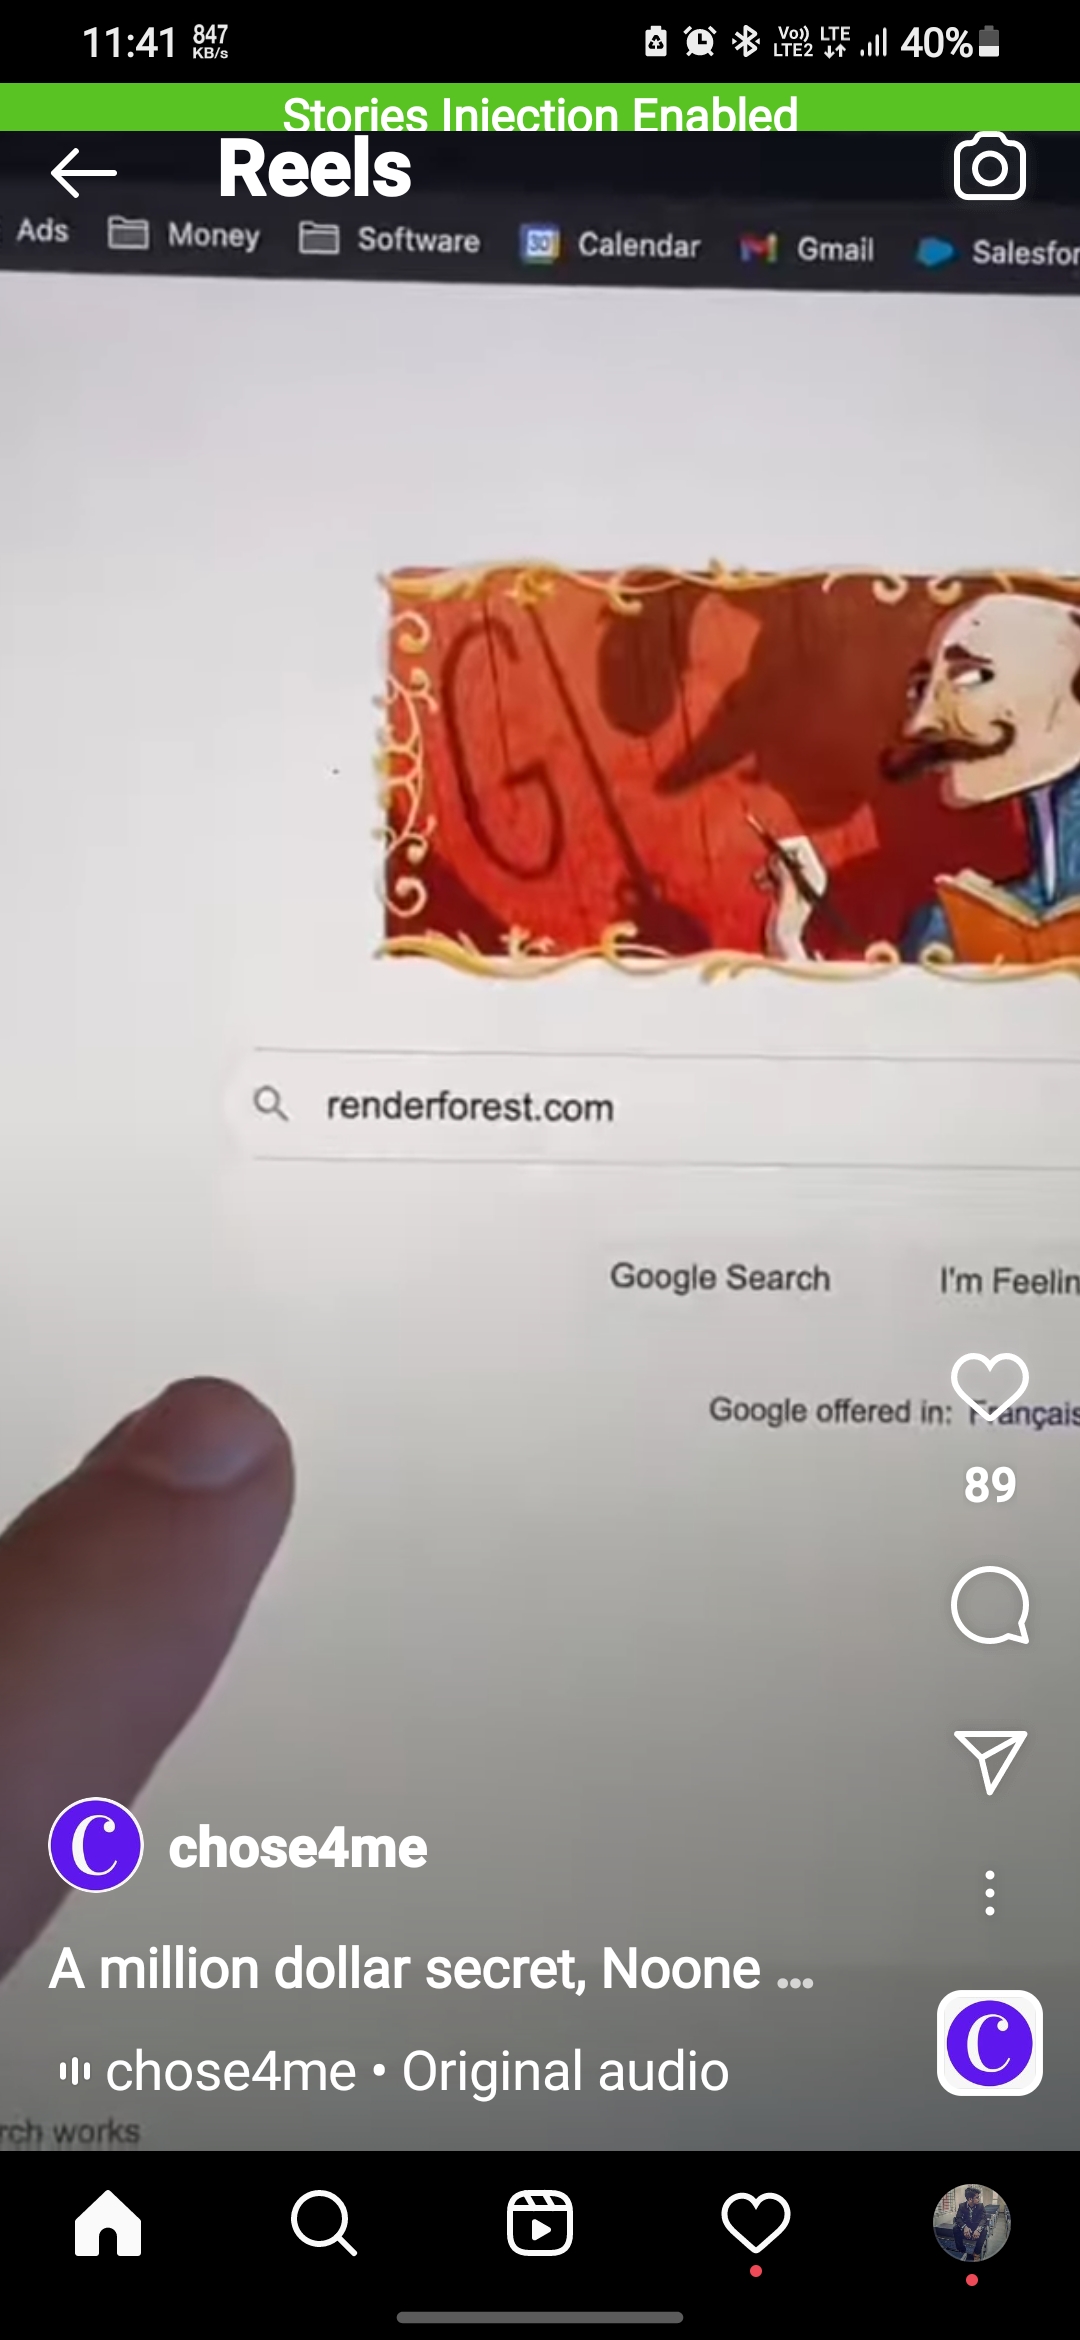 11:41 847 KB/s Vo)) LTE2 LTE 40%
Stories Injection Enabled
Reels
Ads Money Software 30 Calendar Gmail Salesfor
renderforest.com
Google Search I'm Feelin
Google offered in: Français
89
chose4me
A million dollar secret, Noone ...
chose4me • Original audio
rch works